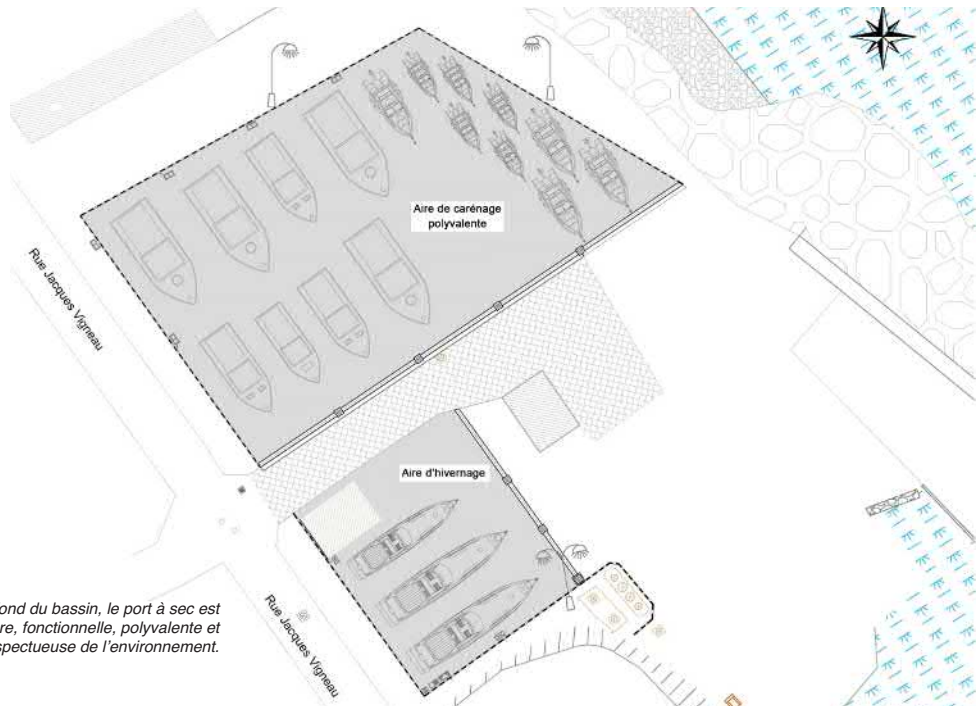 Aire de carénage
polyvalente
Rue Jacques Vigneau
Aire d'hivernage
Rue Jacques Vigneau
ond du bassin, le port à sec est
re, fonctionnelle, polyvalente et
spectueuse de l'environnement.